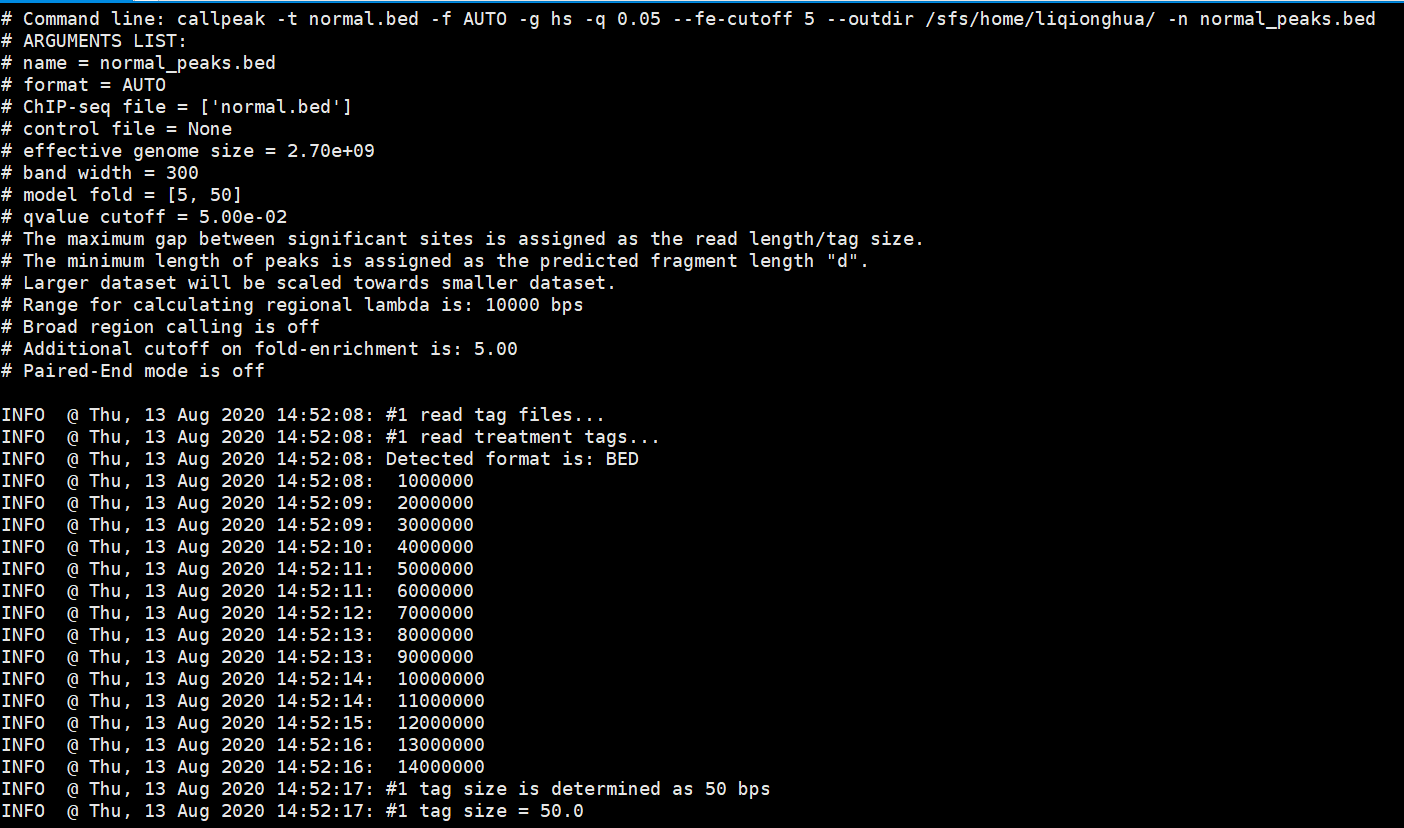 # Command line: callpeak -t normal.bed -f AUTO -g hs -q 0.05 --fe-cutoff 5 --outdir /sfs/home/liqionghua/ -n normal_peaks.bed
# ARGUMENTS LIST:
# name = normal_peaks.bed
# format = AUTO
# ChIP-seq file = ['normal.bed']
# control file = None
# effective genome size = 2.70e+09
# band width = 300
# model fold = [5, 50]
# qvalue cutoff = 5.00e-02
# The maximum gap between significant sites is assigned as the read length/tag size.
# The minimum length of peaks is assigned as the predicted fragment length "d".
# Larger dataset will be scaled towards smaller dataset.
# Range for calculating regional lambda is: 10000 bps
# Broad region calling is off
# Additional cutoff on fold-enrichment is: 5.00
# Paired-End mode is off

INFO  @ Thu, 13 Aug 2020 14:52:08: #1 read tag files...
INFO  @ Thu, 13 Aug 2020 14:52:08: #1 read treatment tags...
INFO  @ Thu, 13 Aug 2020 14:52:08: Detected format is: BED
INFO  @ Thu, 13 Aug 2020 14:52:08:  1000000
INFO  @ Thu, 13 Aug 2020 14:52:09:  2000000
INFO  @ Thu, 13 Aug 2020 14:52:09:  3000000
INFO  @ Thu, 13 Aug 2020 14:52:10:  4000000
INFO  @ Thu, 13 Aug 2020 14:52:11:  5000000
INFO  @ Thu, 13 Aug 2020 14:52:11:  6000000
INFO  @ Thu, 13 Aug 2020 14:52:12:  7000000
INFO  @ Thu, 13 Aug 2020 14:52:13:  8000000
INFO  @ Thu, 13 Aug 2020 14:52:13:  9000000
INFO  @ Thu, 13 Aug 2020 14:52:14:  10000000
INFO  @ Thu, 13 Aug 2020 14:52:14:  11000000
INFO  @ Thu, 13 Aug 2020 14:52:15:  12000000
INFO  @ Thu, 13 Aug 2020 14:52:16:  13000000
INFO  @ Thu, 13 Aug 2020 14:52:16:  14000000
INFO  @ Thu, 13 Aug 2020 14:52:17: #1 tag size is determined as 50 bps
INFO  @ Thu, 13 Aug 2020 14:52:17: #1 tag size = 50.0